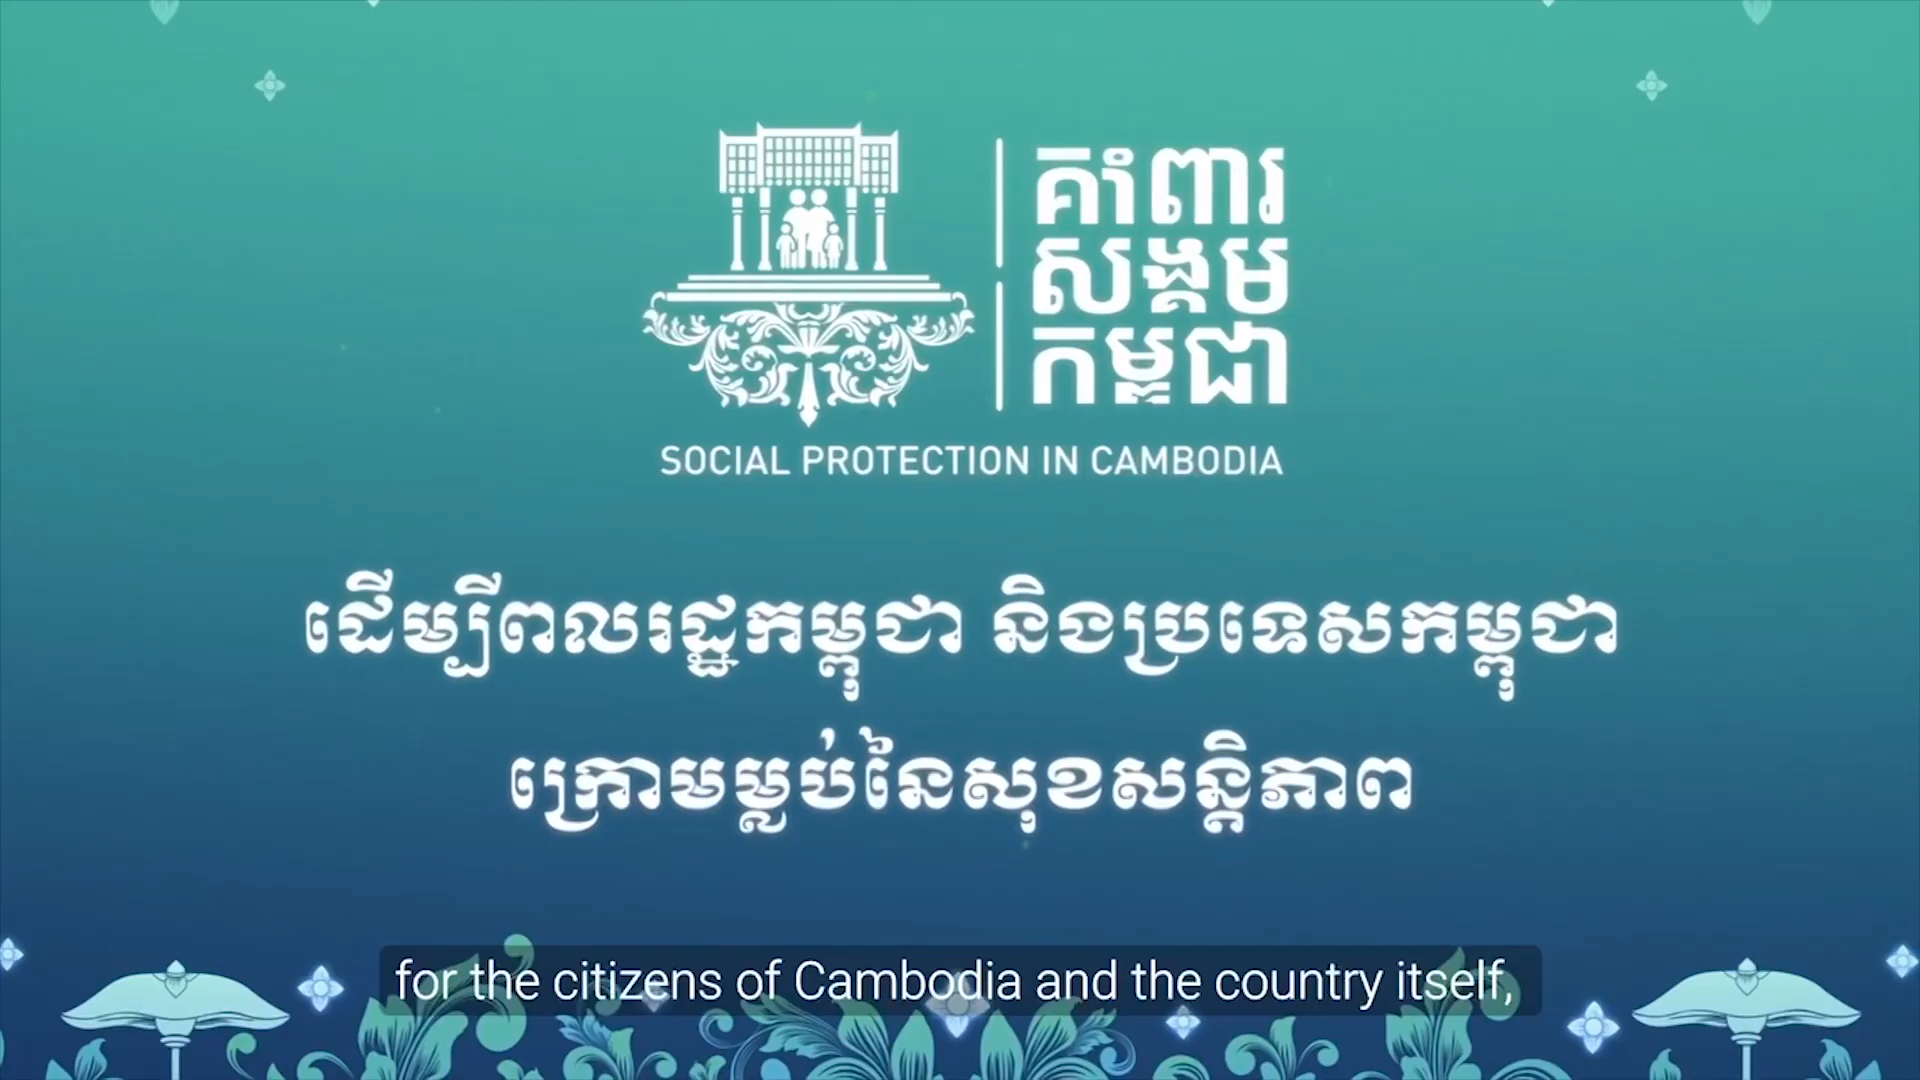 គាំពារ
សង្គម
កម្ពុជា
SOCIAL PROTECTION IN CAMBODIA
ដើម្បីពលរដ្ឋកម្ពុជា និងប្រទេសកម្ពុជា
ក្រោមម្លប់នៃសុខសន្តិភាព
for the citizens of Cambodia and the country itself,